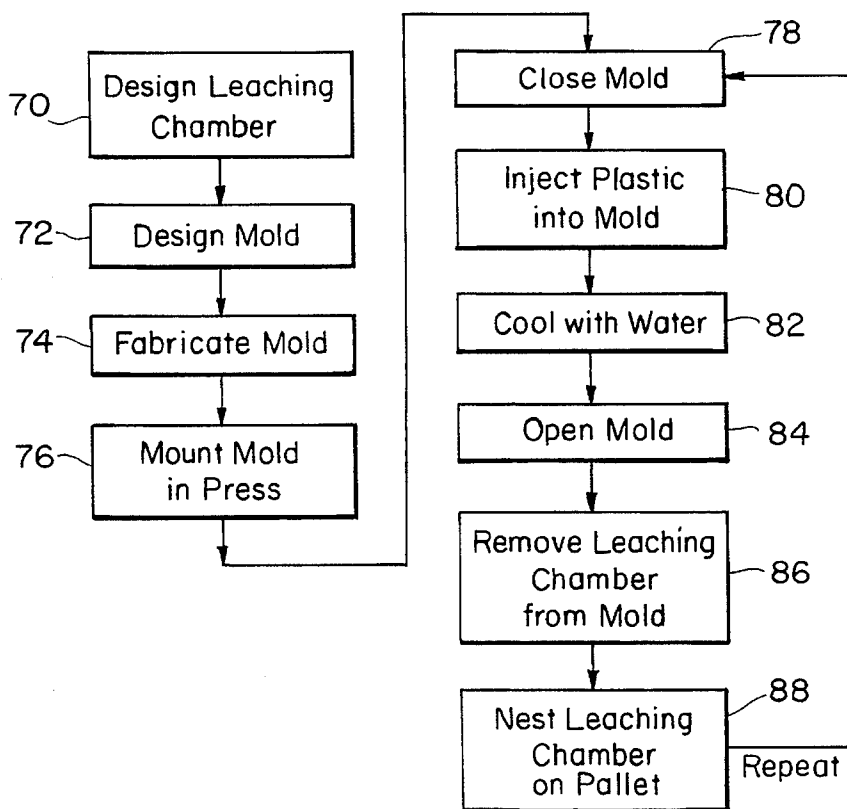 70
Design Leaching
Chamber
72
Design Mold
74
Fabricate Mold
76
Mount Mold
in Press
78
Close Mold
Inject Plastic
into Mold
80
Cool with Water
82
Open Mold
84
Remove Leaching
Chamber
from Mold
86
88
Nest Leaching
Chamber
on Pallet
Repeat